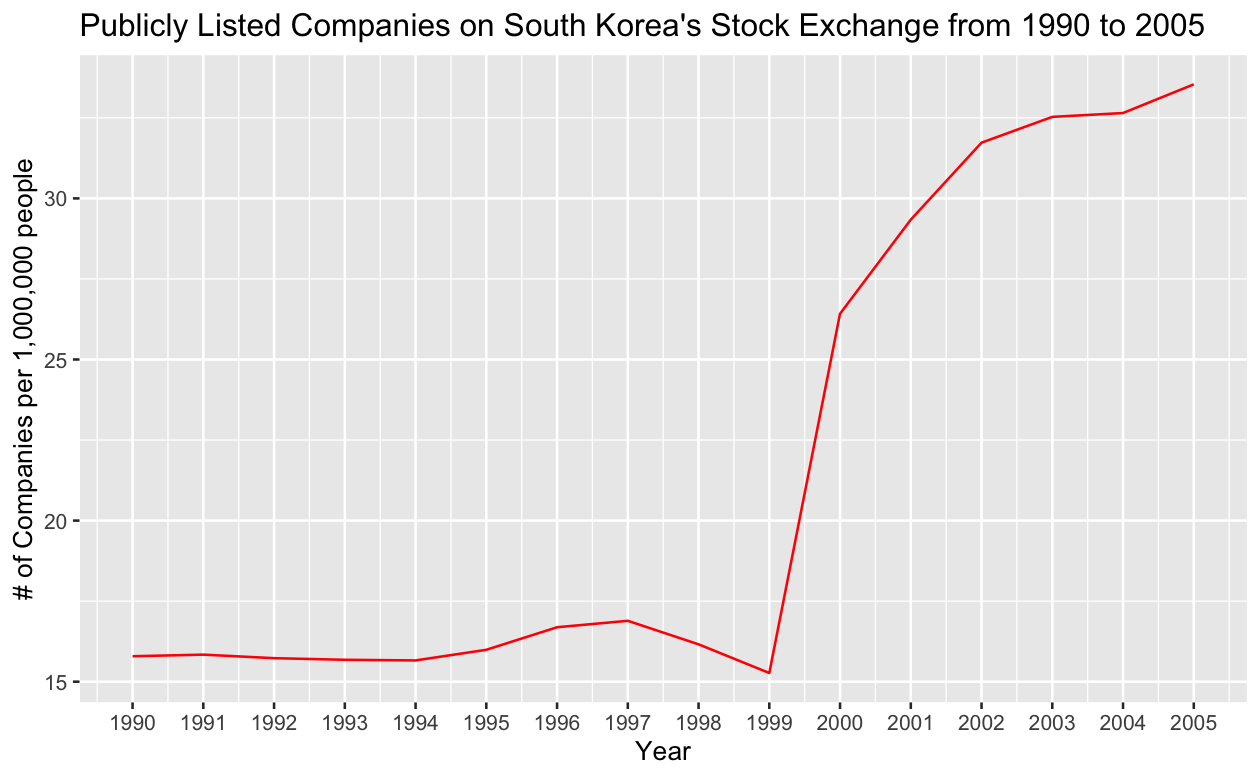 Publicly Listed Companies on South Korea's Stock Exchange from 1990 to 2005
# of Companies per 1,000,000 people
30
25
20
15
1990 1991 1992 1993 1994 1995 1996 1997 1998 1999 2000 2001 2002 2003 2004 2005
Year